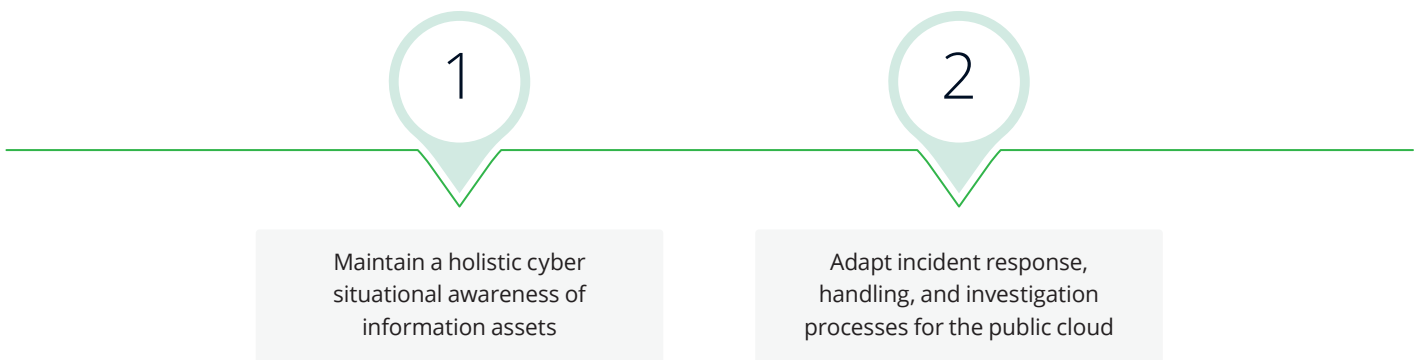 1
2
Maintain a holistic cyber
situational awareness of
information assets
Adapt incident response,
handling, and investigation
processes for the public cloud